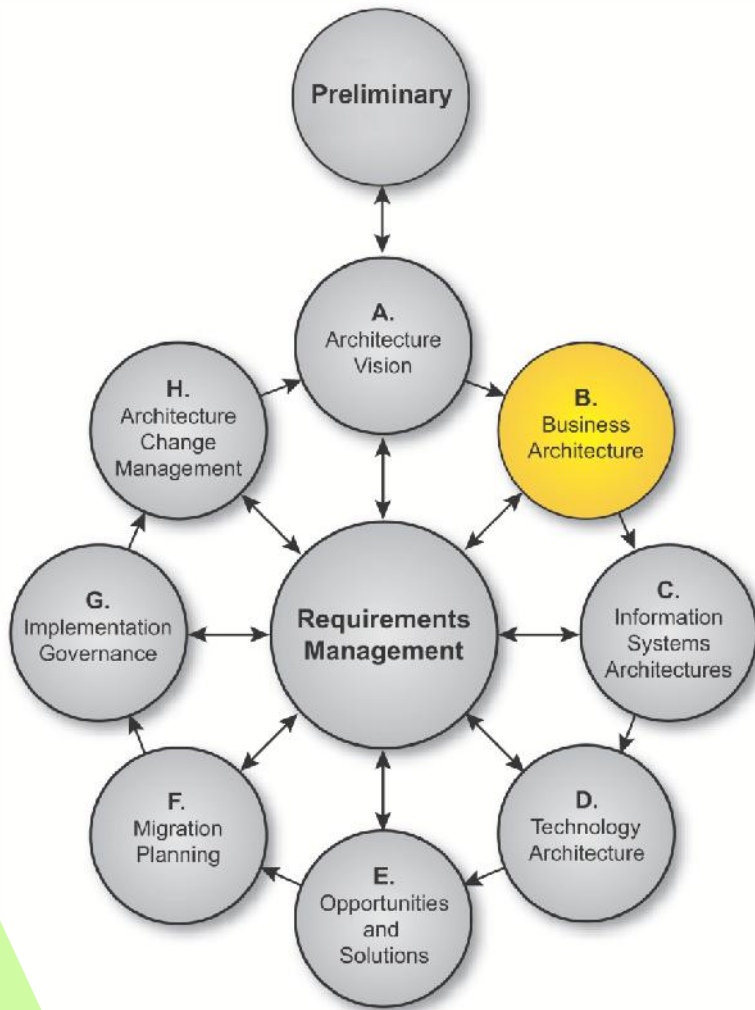 Preliminary
A.
Architecture
Vision
B.
Business
Architecture
C.
Information
Systems
Architectures
D.
Technology
Architecture
E.
Opportunities
and
Solutions
F.
Migration
Planning
G.
Implementation
Governance
H.
Architecture
Change
Management
Requirements
Management